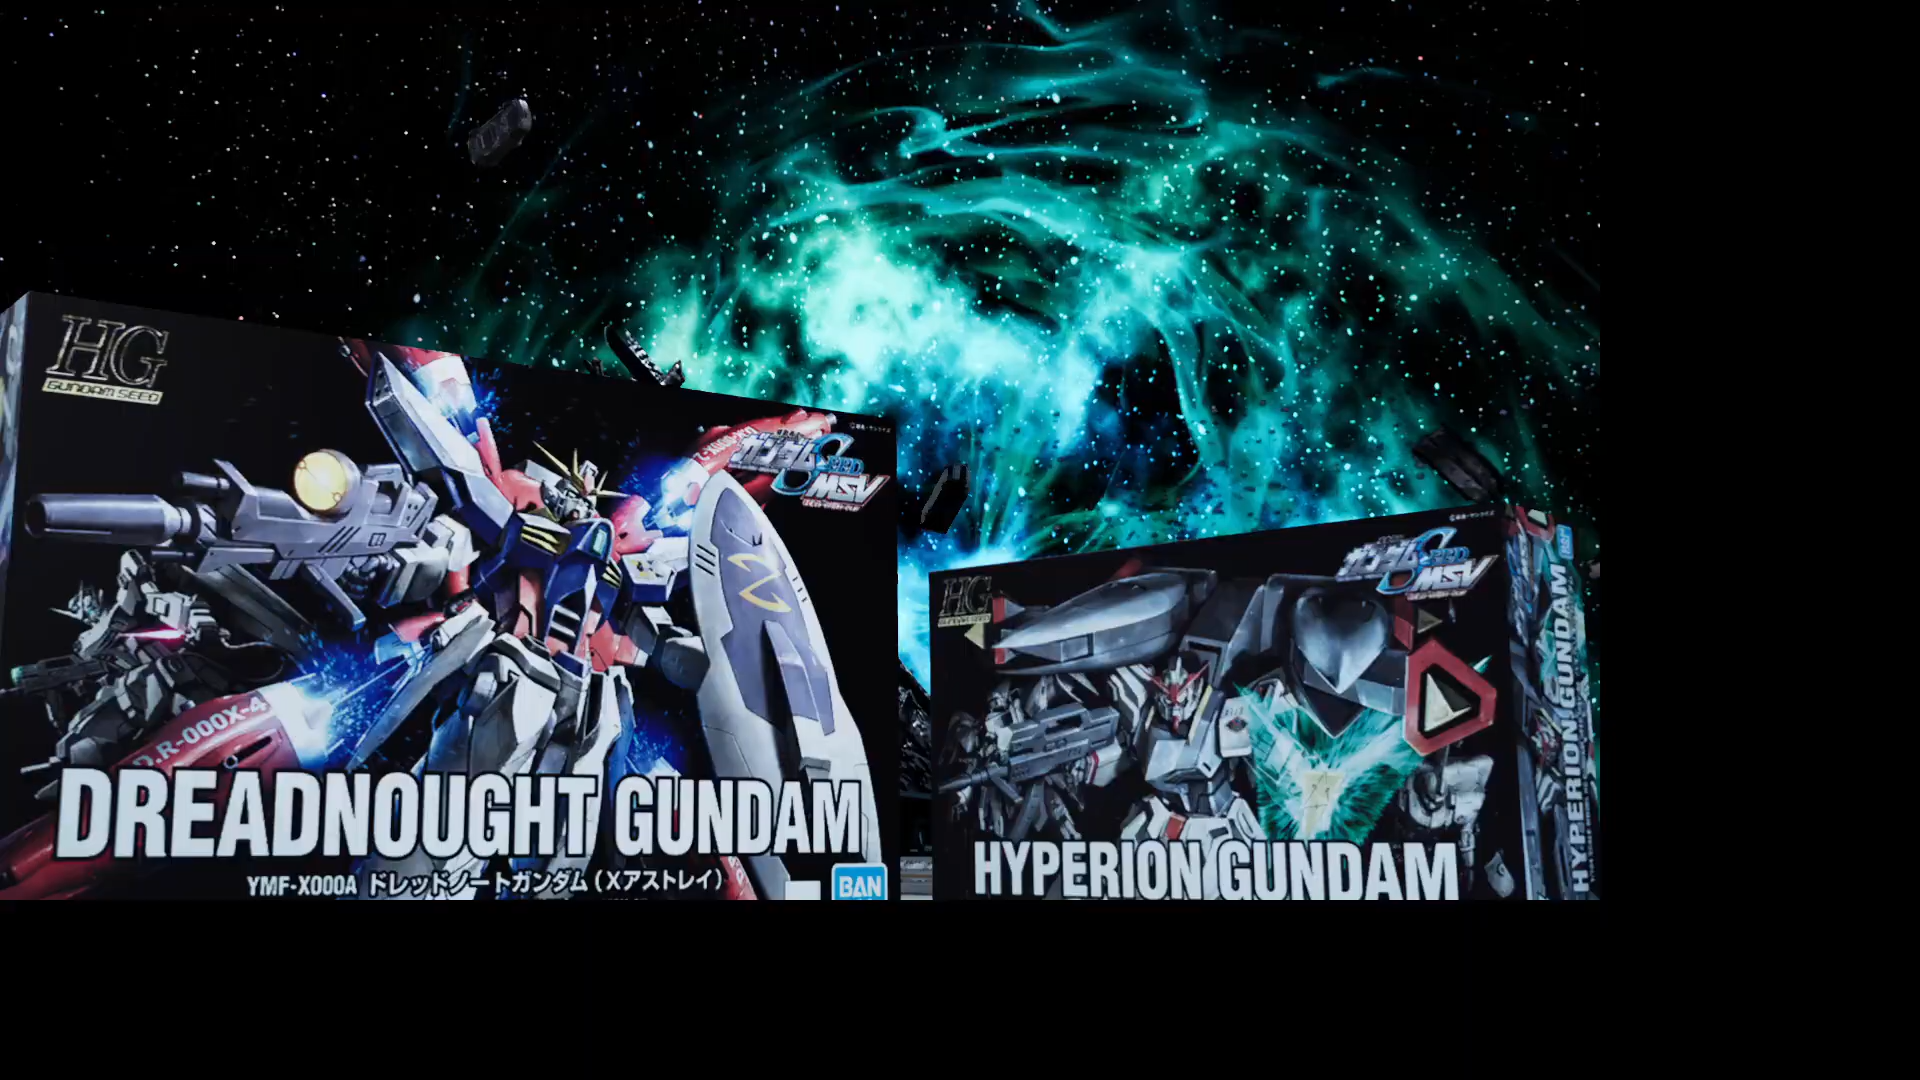 HG
GUNDAM SEED
ガンダムSEED
MSV
D.R-000X-4
DREADNOUGHT GUNDAM
YMF-X000A ドレッドノートガンダム(Xアストレイ)
BAN
HG
GUNDAM SEED
ガンダムSEED
MSV
HYPERION GUNDAM
HYPERION GUNDAM